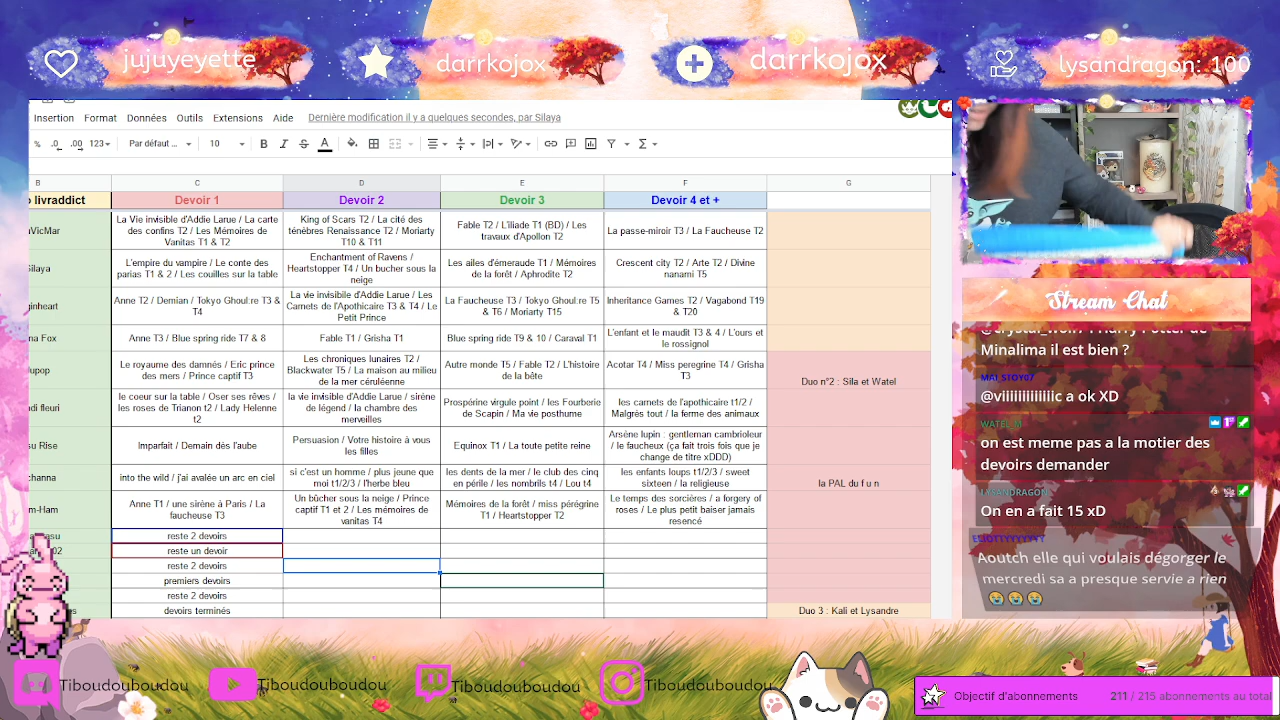 jujuyeyette
darrkojox
darrkojox
lysandragon: 100
Insertion Format Données Outils Extensions Aide Dernière modification il y a quelques secondes, par Silaya
% .0 .00 123 Par défaut ... 10 B I S A
B C D E F G
livraddict Devoir 1 Devoir 2 Devoir 3 Devoir 4 et +
VicMar
La Vie invisible d'Addie Larue / La carte
des confins T2 / Les Mémoires de
Vanitas T1 & T2
King of Scars T2 / La cité des
ténèbres Renaissance T2 / Moriarty
T10 & T11
Fable T2 / L'iliade T1 (BD) / Les
travaux d'Apollon T2
La passe-miroir T3 / La Faucheuse T2
Silaya
L'empire du vampire / Le conte des
parias T1 & 2 / Les couilles sur la table
Enchantment of Ravens /
Heartstopper T4 / Un bucher sous la
neige
Les ailes d'émeraude T1 / Mémoires
de la forêt / Aphrodite T2
Crescent city T2 / Arte T2 / Divine
nanami T5
inheart
Anne T2 / Demian / Tokyo Ghoul:re T3 &
T4
La vie invisible d'Addie Larue / Les
Carnets de l'Apothicaire T3 & T4 / Le
Petit Prince
La Faucheuse T3 / Tokyo Ghoul:re T5
& T6 / Moriarty T15
Inheritance Games T2 / Vagabond T19
& T20
na Fox
Anne T3 / Blue spring ride T7 & 8
Fable T1 / Grisha T1
Blue spring ride T9 & 10 / Caraval T1
L'enfant et le maudit T3 & 4 / L'ours et
le rossignol
upop
Le royaume des damnés / Eric prince
des mers / Prince captif T3
Les chroniques lunaires T2 /
Blackwater T5 / La maison au milieu
de la mer céruléenne
Autre monde T5 / Fable T2 / L'histoire
de la bête
Acotar T4 / Miss peregrine T4 / Grisha
T3
Duo n°2 : Sila et Watel
di fleuri
le coeur sur la table / Oser ses rêves /
les roses de Trianon t2 / Lady Helenne
t2
la vie invisible d'Addie Larue / sirène
de légend / la chambre des
merveilles
Prospérine virgule point / les Fourberie
de Scapin / Ma vie posthume
les carnets de l'apothicaire t1/2 /
Malgrès tout / la ferme des animaux
su Rise
Imparfait / Demain dès l'aube
Persuasion / Votre histoire à vous
les filles
Equinox T1 / La toute petite reine
Arsène lupin : gentleman cambioleur
/ le faucheux (ça fait trois fois que je
change de titre xDDD)
channa
into the wild / j'ai avalée un arc en ciel
si c'est un homme / plus jeune que
moi t1/2/3 / l'herbe bleu
les dents de la mer / le club des cinq
en périle / les nombrils t4 / Lou t4
les enfants loups t1/2/3 / sweet
sixteen / la religieuse
la PAL du f u n
m-Ham
Anne T1 / une sirène à Paris / La
faucheuse T3
Un bûcher sous la neige / Prince
captif T1 et 2 / Les mémoires de
vanitas T4
Mémoires de la forêt / miss pérégrine
T1 / Heartstopper T2
Le temps des sorcières / a forgery of
roses / Le plus petit baiser jamais
resencé
reste 2 devoirs
reste un devoir
reste 2 devoirs
premiers devoirs
reste 2 devoirs
devoirs terminés
Duo 3 : Kali et Lysandre
Stream Chat
Minalima il est bien ?
MAI_STOY07
@viiiiiiiiiiiic a ok XD
WATEL_M
on est meme pas a la motier des
devoirs demander
LYSANDRAGON
On en a fait 15 xD
ELIOTTYYYYYYY
Aoutch elle qui voulais dégorger le
mercredi sa a presque servie a rien
😭😭😭
Tiboudouboudou Tiboudouboudou Tiboudouboudou Tiboudouboudou
Objectif d'abonnements 211 / 215 abonnements au total